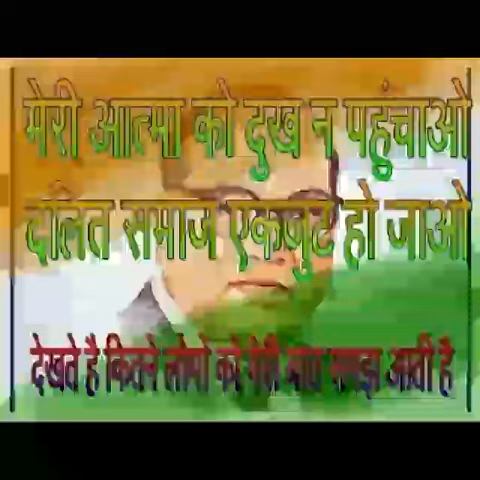 मेरी आत्मा को दुख न पहुंचाओ
दलित समाज एकजुट हो जाओ
देखते है कितने लोगो को मेरी बात समझ आती है